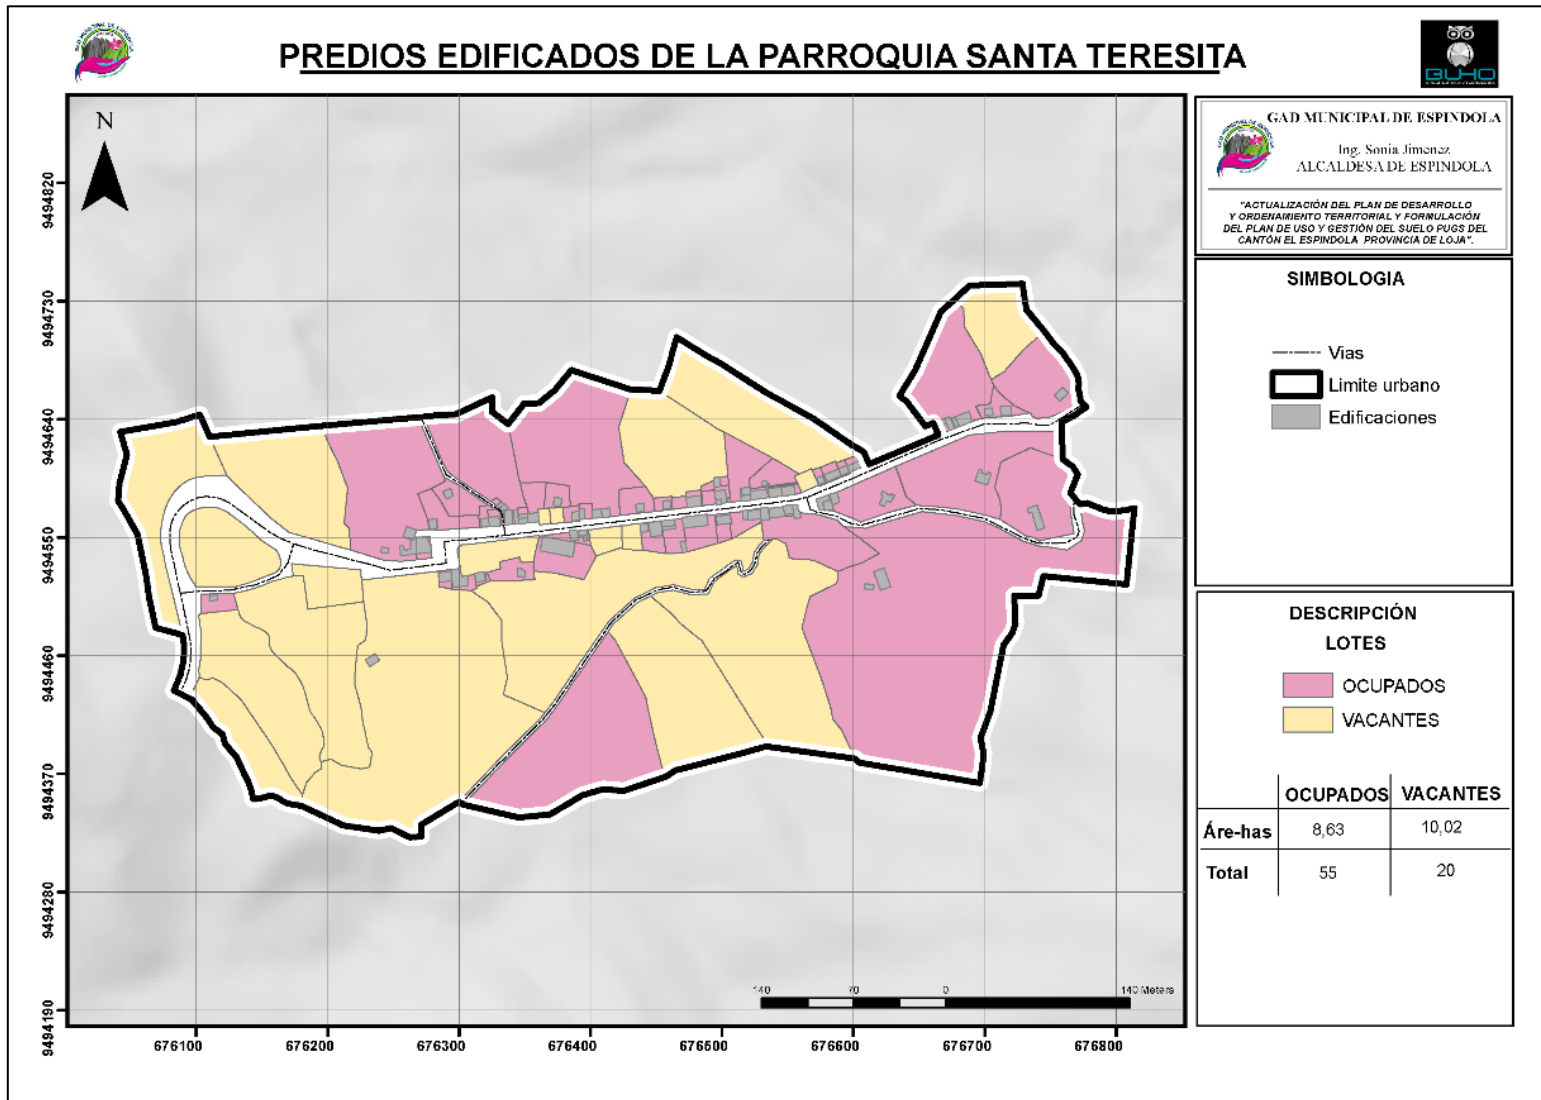 PREDIOS EDIFICADOS DE LA PARROQUIA SANTA TERESITA
BUHO
N
9494820
9494730
9494640
9494550
9494460
9494370
9494280
9494190
676100
676200
676300
676400
676500
676600
676700
676800
140
70
0
140 Meters
GAD MUNICIPAL DE ESPINDOLA
Ing. Sonia Jimenez
ALCALDESA DE ESPINDOLA
"ACTUALIZACIÓN DEL PLAN DE DESARROLLO
Y ORDENAMIENTO TERRITORIAL Y FORMULACIÓN
DEL PLAN DE USO Y GESTIÓN DEL SUELO PUGS DEL
CANTÓN EL ESPINDOLA PROVINCIA DE LOJA".
SIMBOLOGIA
Vias
Limite urbano
Edificaciones
DESCRIPCIÓN
LOTES
OCUPADOS
VACANTES
OCUPADOS VACANTES
Áre-has 8,63 10,02
Total 55 20